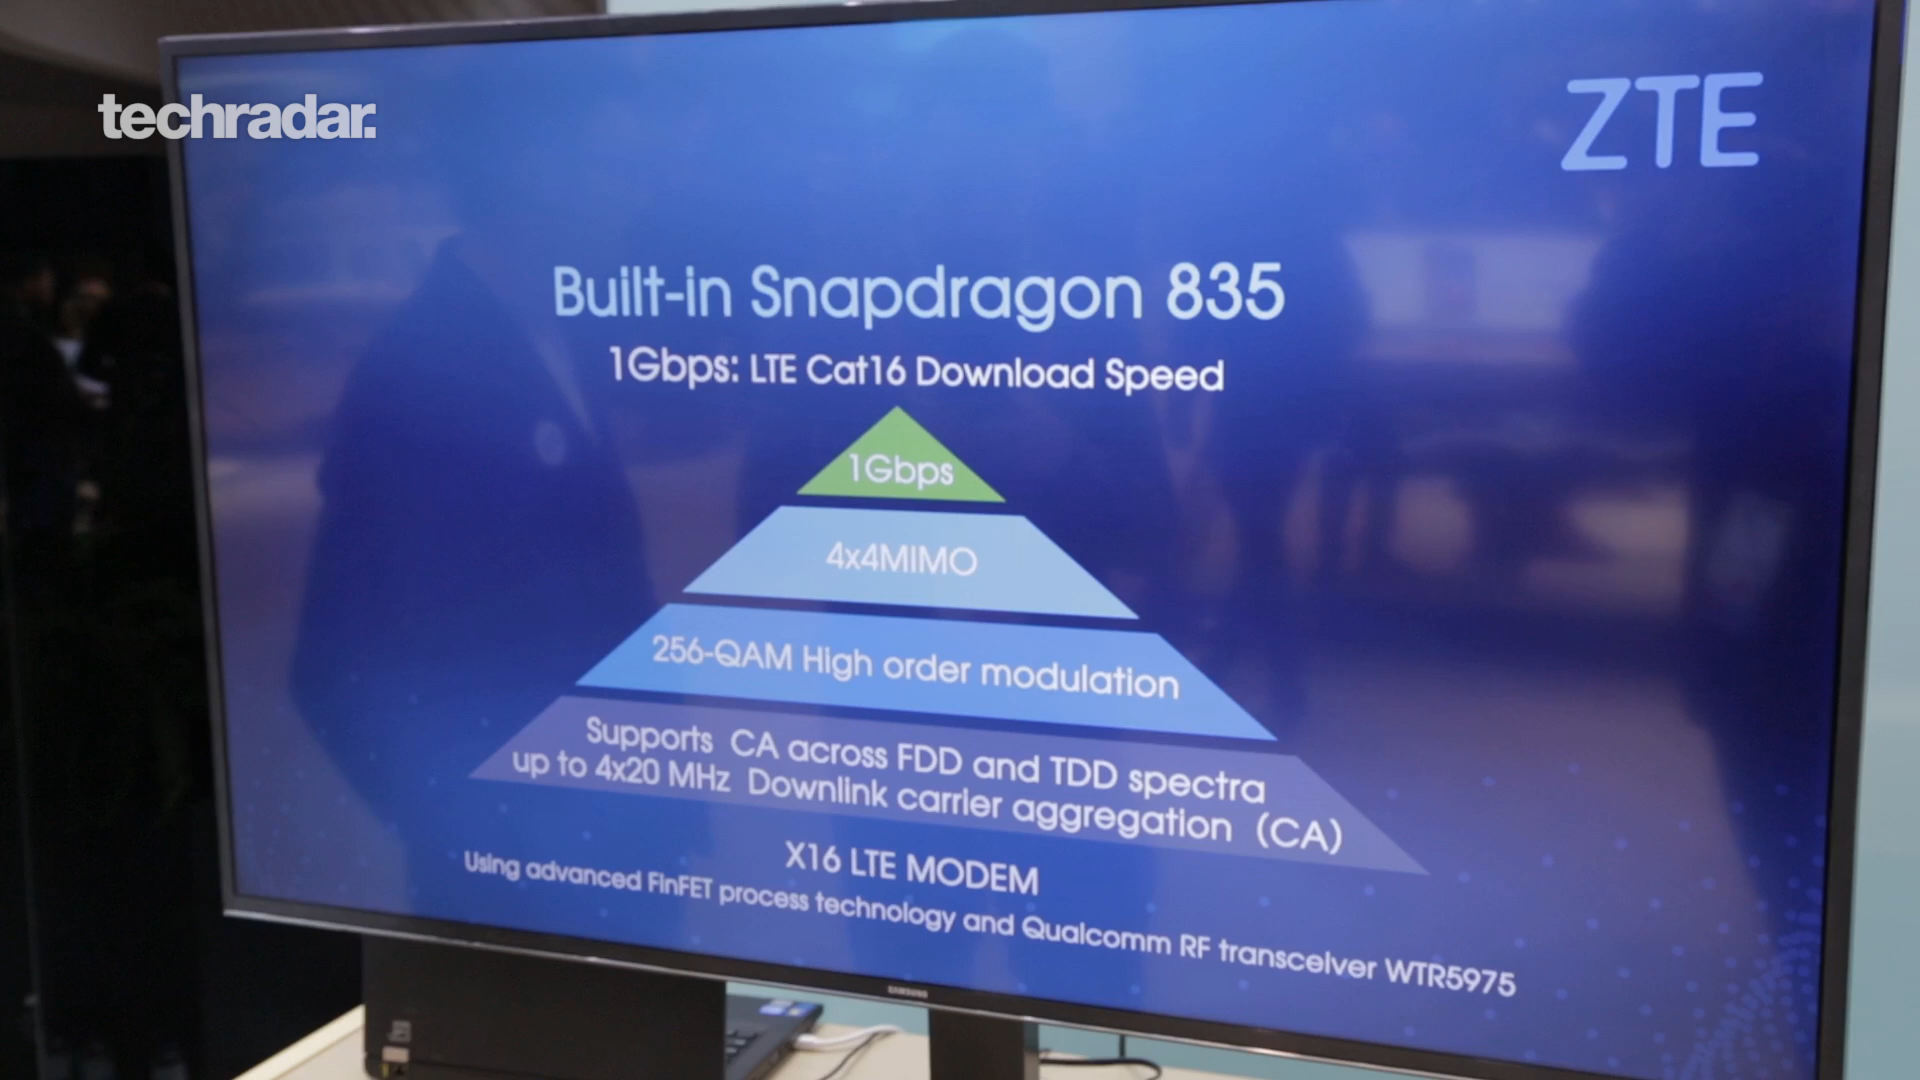 techradar.
ZTE
Built-in Snapdragon 835
1Gbps: LTE Cat16 Download Speed
1Gbps
4x4MIMO
256-QAM High order modulation
Supports CA across FDD and TDD spectra
up to 4x20 MHz Downlink carrier aggregation (CA)
X16 LTE MODEM
Using advanced FinFET process technology and Qualcomm RF transceiver WTR5975
SAMSUNG